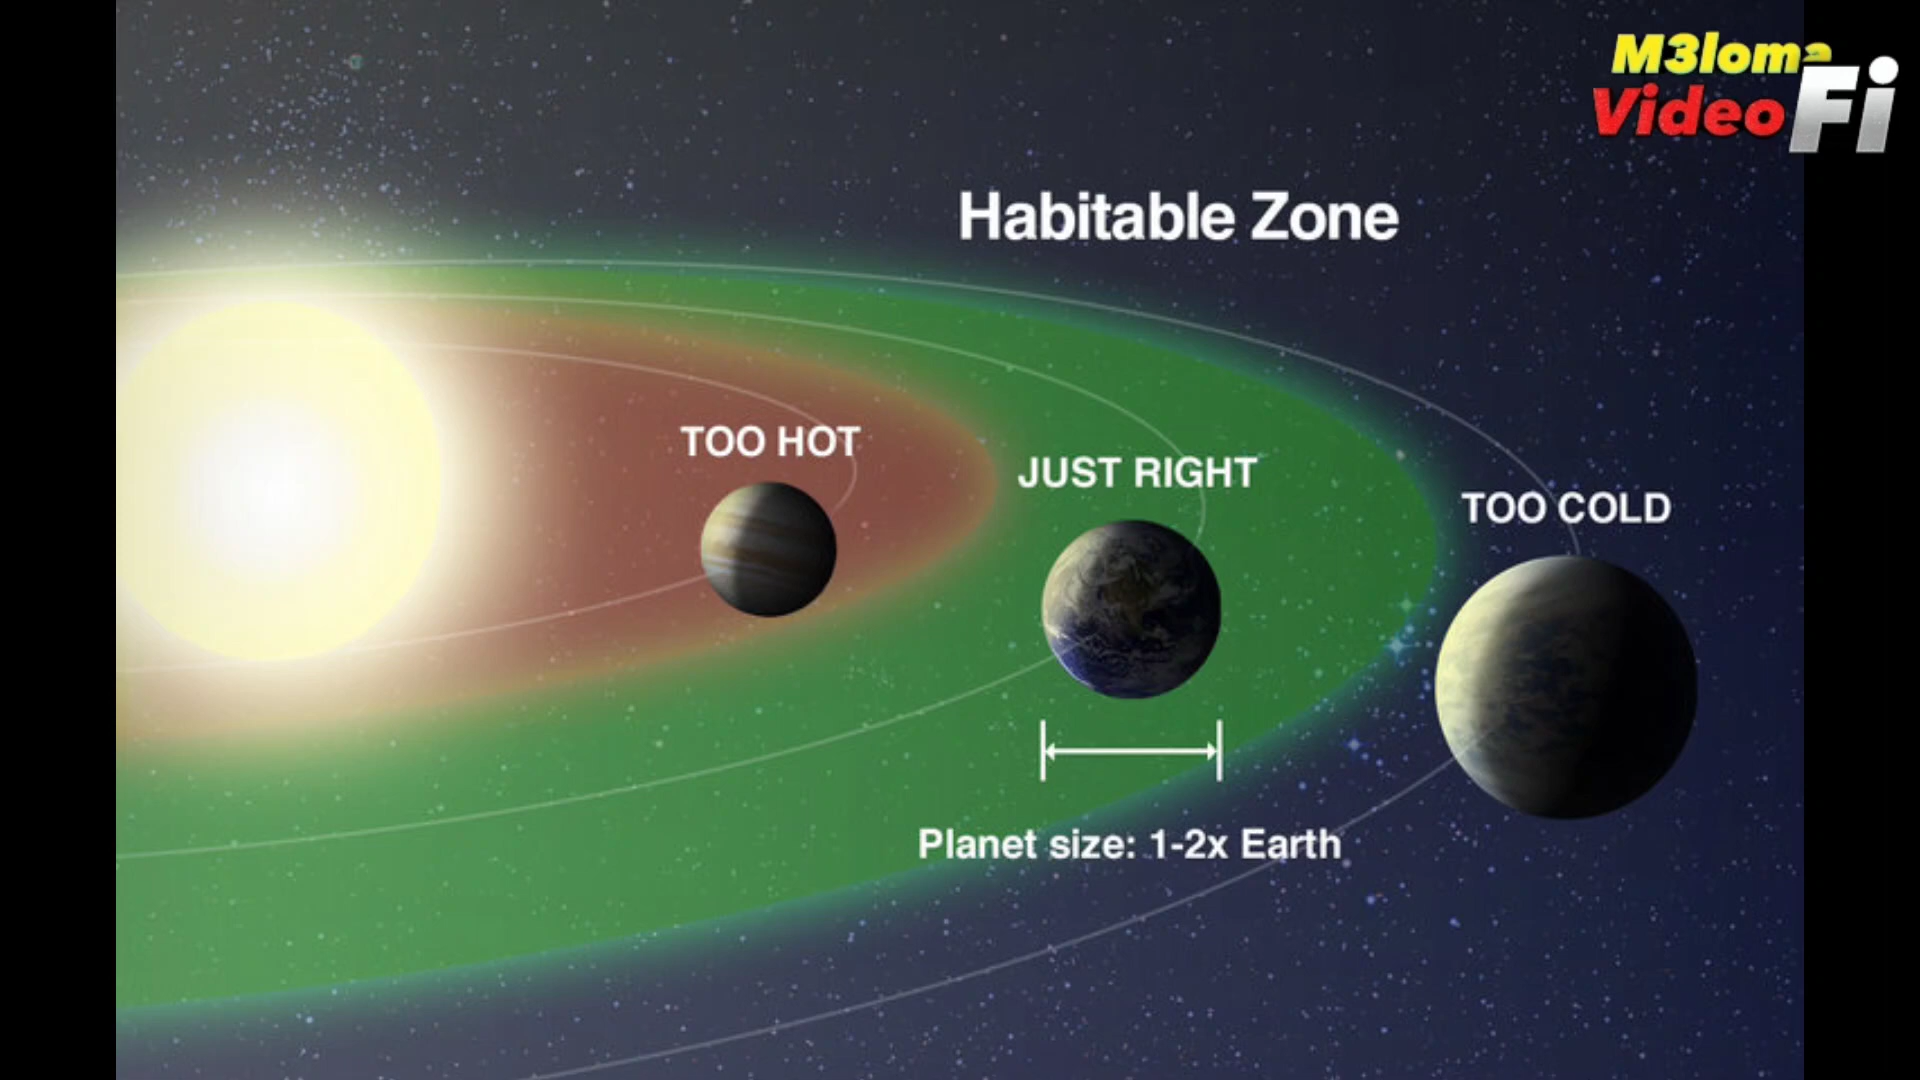 M3loma
Video Fi
Habitable Zone
TOO HOT
JUST RIGHT
TOO COLD
Planet size: 1-2x Earth